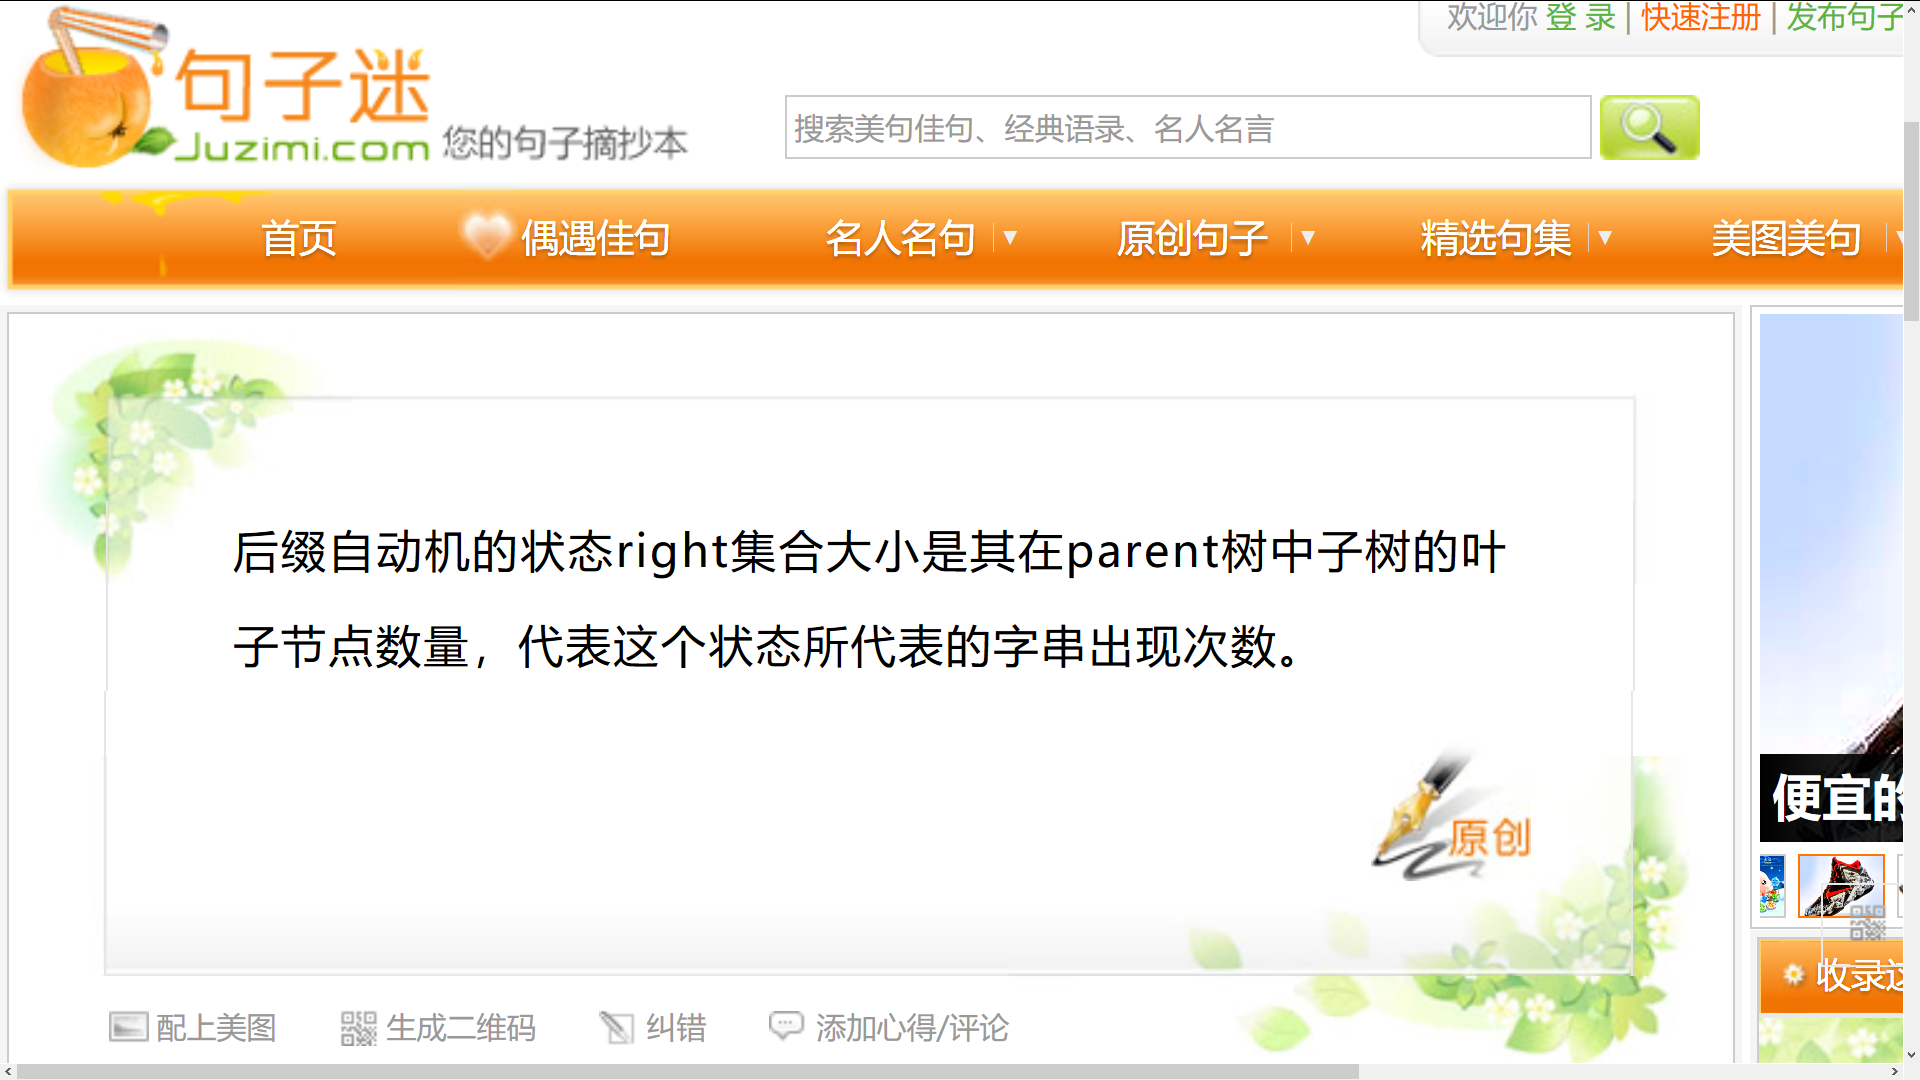 欢迎你 登 录 | 快速注册 | 发布句子
句子迷
Juzimi.com 您的句子摘抄本
搜索美句佳句、经典语录、名人名言
首页 偶遇佳句 名人名句 ▼ 原创句子 ▼ 精选句集 ▼ 美图美句
后缀自动机的状态right集合大小是其在parent树中子树的叶
子节点数量，代表这个状态所代表的字串出现次数。
原创
便宜的
收录这
配上美图 生成二维码 纠错 添加心得/评论